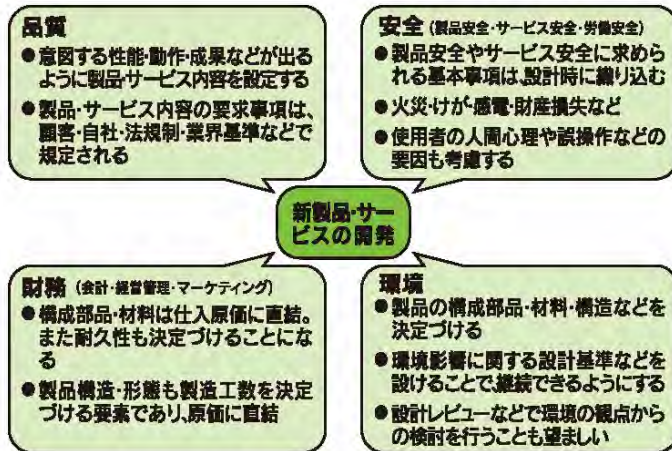 品質
●意図する性能・動作・成果などが出る
ように製品・サービス内容を設定する
●製品・サービス内容の要求事項は、
顧客・自社・法規制・業界基準などで
規定される
安全（製品安全・サービス安全・労働安全）
●製品安全やサービス安全に求めら
れる基本事項は、設計時に織り込む
●火災・けが・感電・財産損失など
●使用者の人間心理や誤操作などの
要因も考慮する
新製品・サー
ビスの開発
財務（会計・経営管理・マーケティング）
●構成部品・材料は仕入原価に直結。
また耐久性も決定づけることにな
る
●製品構造・形態も製造工数を決定
づける要素であり、原価に直結
環境
●製品の構成部品・材料・構造などを
決定づける
●環境影響に関する設計基準などを
設けることで、継続できるようにする
●設計レビューなどで環境の観点から
の検討を行うことも望ましい